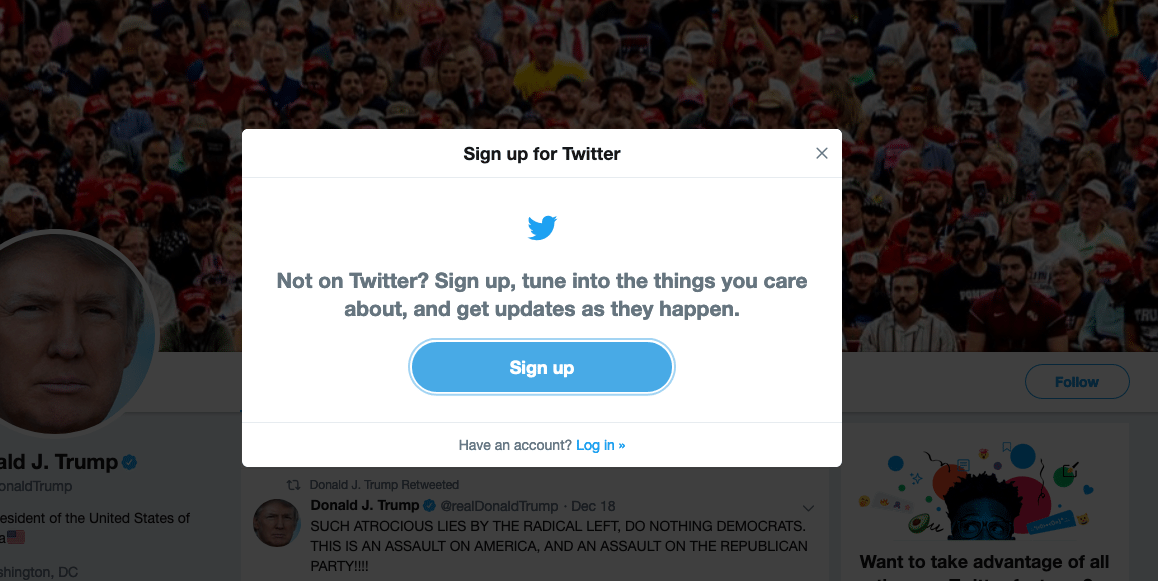 Sign up for Twitter
Not on Twitter? Sign up, tune into the things you care
about, and get updates as they happen.
Sign up
Have an account? Log in »
Follow
ald J. Trump
onaldTrump
esident of the United States of
a
shington, DC
Donald J. Trump Retweeted
Donald J. Trump @realDonaldTrump · Dec 18
SUCH ATROCIOUS LIES BY THE RADICAL LEFT, DO NOTHING DEMOCRATS.
THIS IS AN ASSAULT ON AMERICA, AND AN ASSAULT ON THE REPUBLICAN
PARTY!!!!
Want to take advantage of all